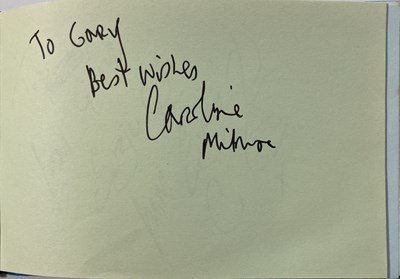 To Gary
Best Wishes
Caroline
Milmoe